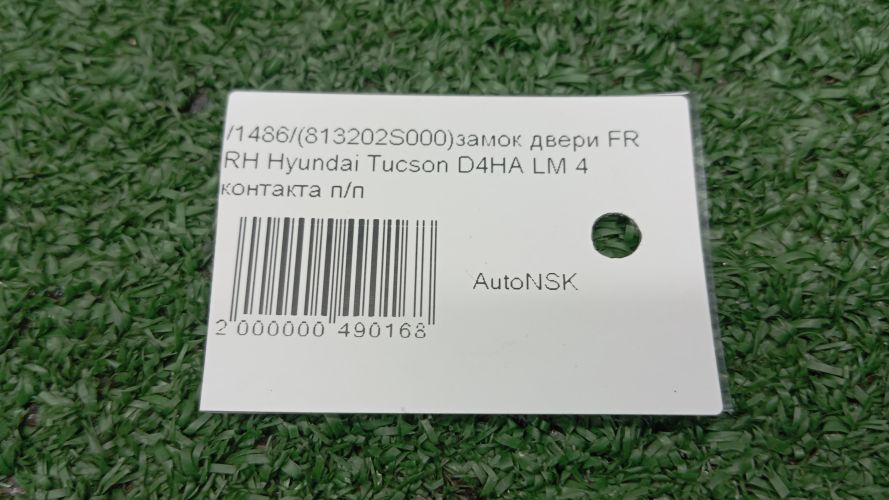 /1486/(813202S000)замок двери FR
RH Hyundai Tucson D4HA LM 4
контакта п/п
AutoNSK
2 000000 490168